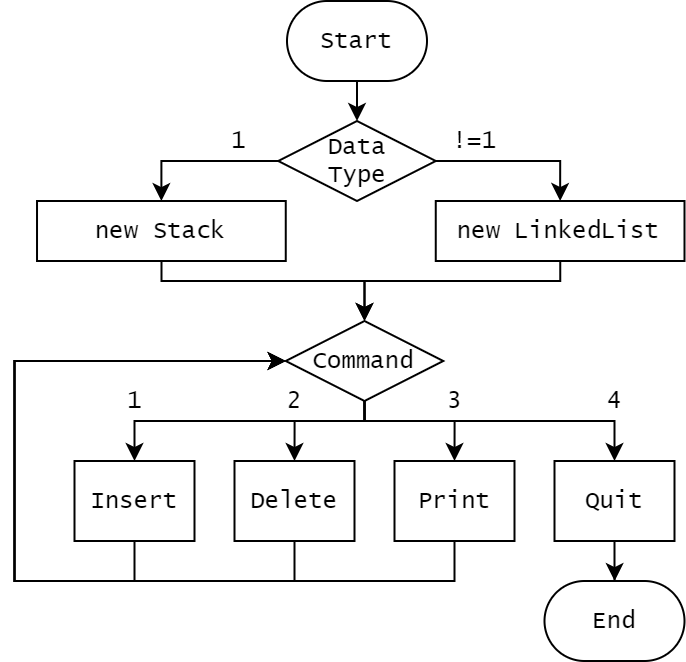 Start
1
!=1
Data
Type
new Stack
new LinkedList
Command
1
2
3
4
Insert
Delete
Print
Quit
End